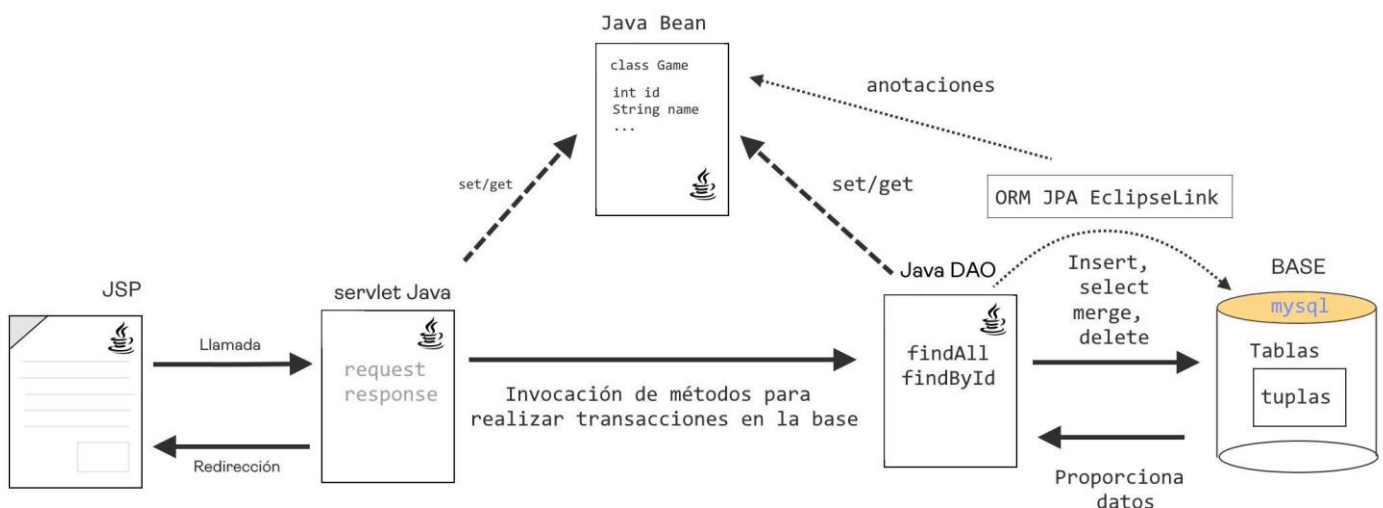 Java Bean
class Game
int id
String name
...
anotaciones
set/get
set/get
ORM JPA EclipseLink
JSP
servlet Java
Java DAO
Insert,
select
merge,
delete
BASE
mysql
Llamada
request
response
Redirección
Invocación de métodos para
realizar transacciones en la base
findAll
findById
Tablas
tuplas
Proporciona
datos